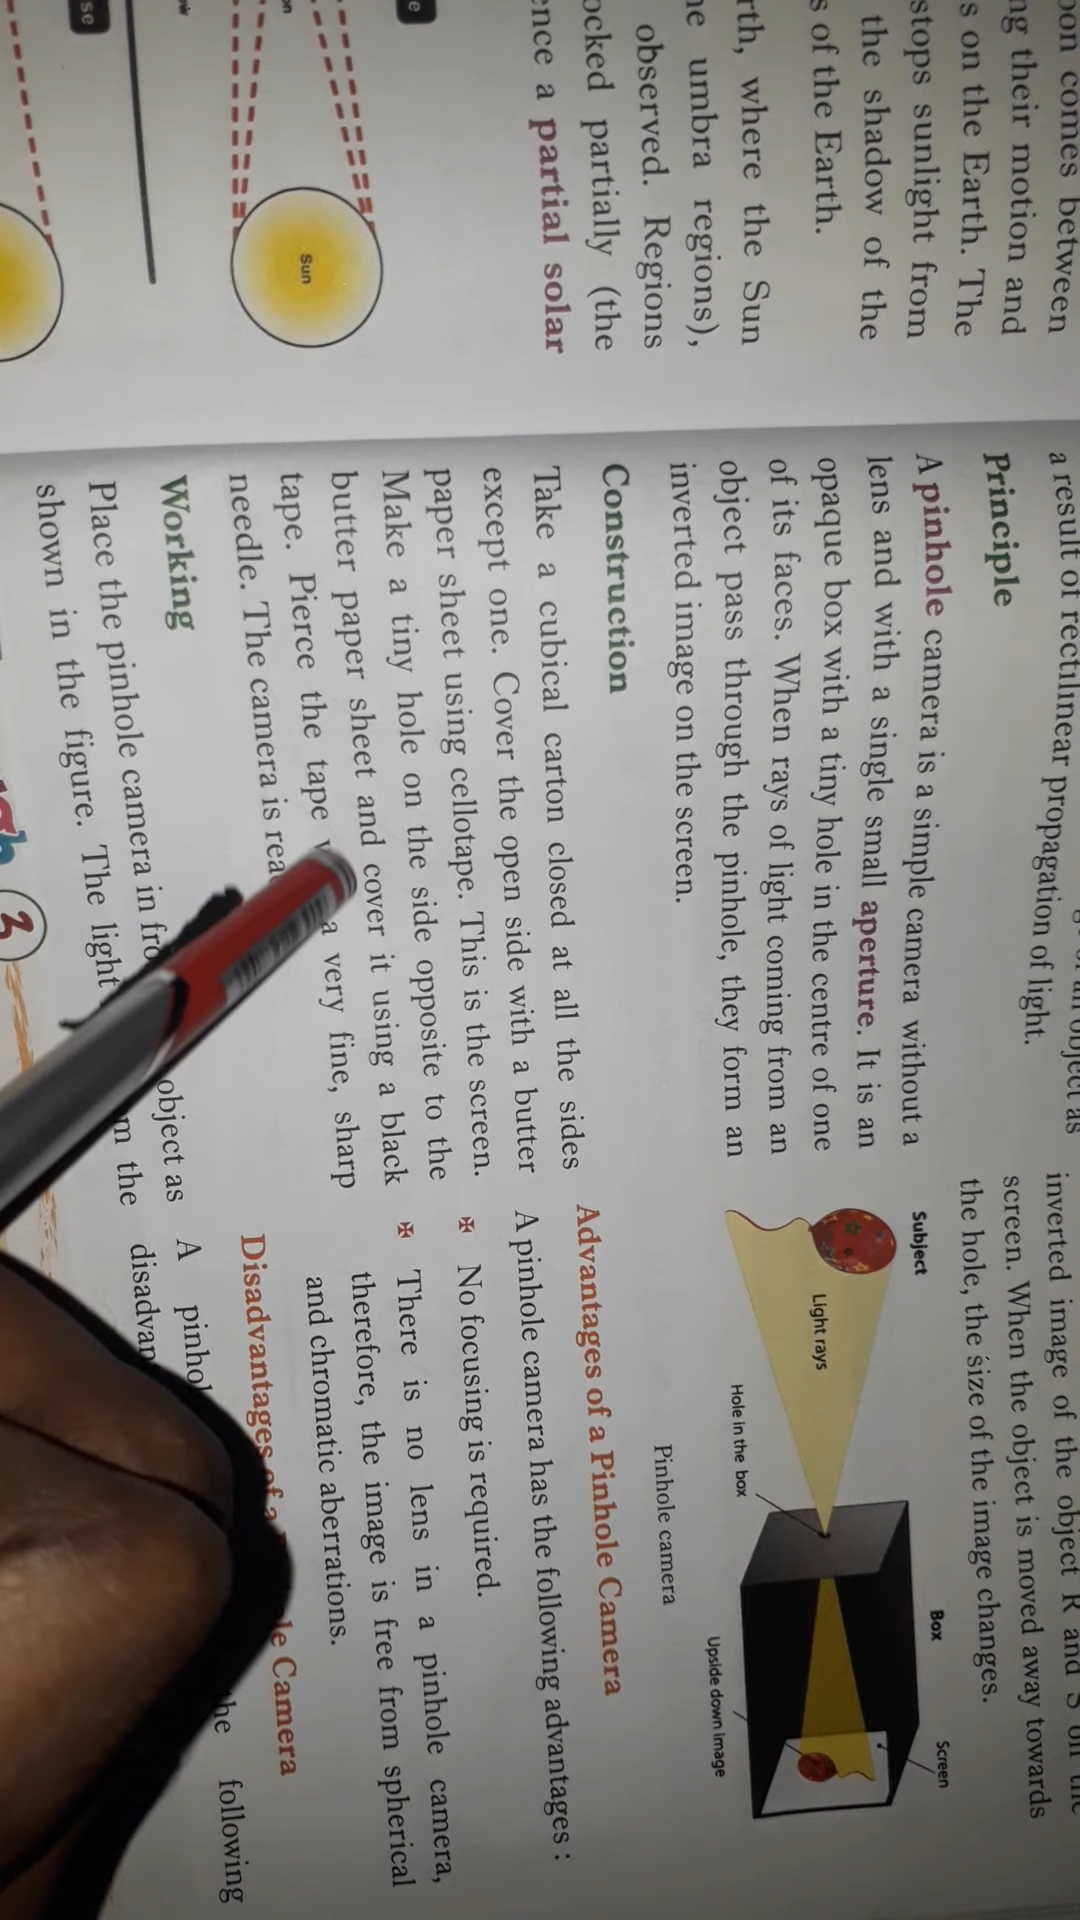 oon comes between
ng their motion and
s on the Earth. The
stops sunlight from
the shadow of the
s of the Earth.
rth, where the Sun
ne umbra regions),
observed. Regions
ocked partially (the
ence a partial solar
Sun
a result of rectilinear propagation of light.
Principle
A pinhole camera is a simple camera without a
lens and with a single small aperture. It is an
opaque box with a tiny hole in the centre of one
of its faces. When rays of light coming from an
object pass through the pinhole, they form an
inverted image on the screen.
Construction
Take a cubical carton closed at all the sides
except one. Cover the open side with a butter
paper sheet using cellotape. This is the screen.
Make a tiny hole on the side opposite to the
butter paper sheet and cover it using a black
tape. Pierce the tape a very fine, sharp
needle. The camera is rea
Working
Place the pinhole camera in fro object as
shown in the figure. The light m the
3
inverted image of the object R and S on the
screen. When the object is moved away towards
the hole, the size of the image changes.
Subject
Light rays
Hole in the box
Box
Screen
Upside down image
Pinhole camera
Advantages of a Pinhole Camera
A pinhole camera has the following advantages :
✠ No focusing is required.
✠ There is no lens in a pinhole camera,
therefore, the image is free from spherical
and chromatic aberrations.
Disadvantages of a le Camera
A pinhol the following
disadvan